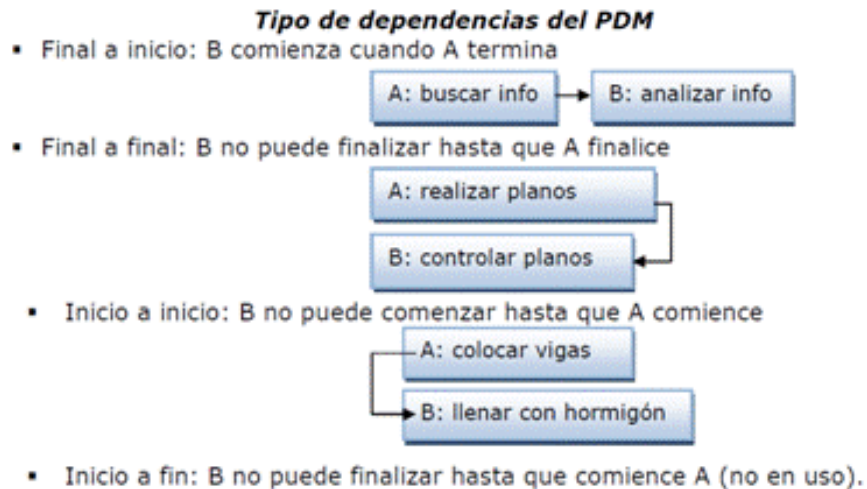 Tipo de dependencias del PDM
▪ Final a inicio: B comienza cuando A termina
A: buscar info
B: analizar info
▪ Final a final: B no puede finalizar hasta que A finalice
A: realizar planos
B: controlar planos
▪ Inicio a inicio: B no puede comenzar hasta que A comience
A: colocar vigas
B: llenar con hormigón
▪ Inicio a fin: B no puede finalizar hasta que comience A (no en uso).